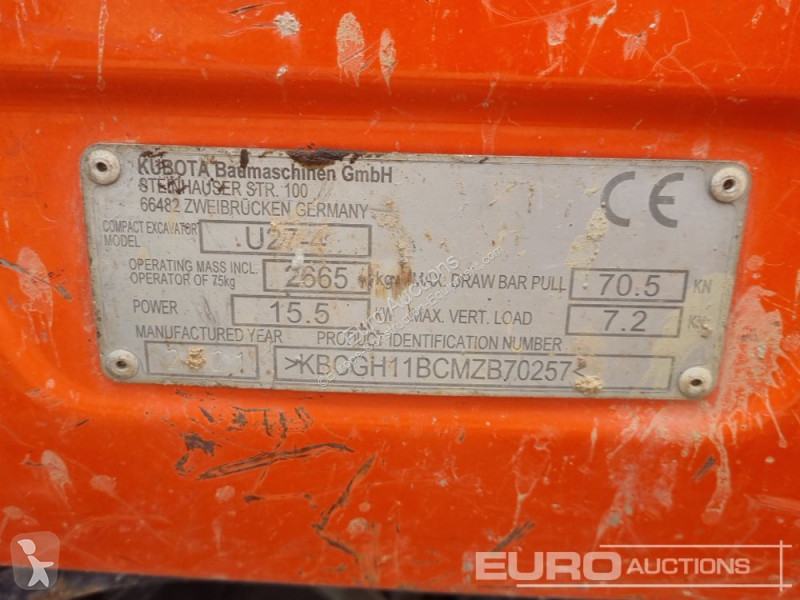 KUBOTA Baumaschinen GmbH
STEINHAUSER STR. 100
66482 ZWEIBRÜCKEN GERMANY
CE
COMPACT EXCAVATOR
MODEL
U27-4
OPERATING MASS INCL.
OPERATOR OF 75kg
2665 kg
MAX. DRAW BAR PULL 70.5 KN
POWER 15.5 KW
MAX. VERT. LOAD 7.2
MANUFACTURED YEAR
PRODUCT IDENTIFICATION NUMBER
>KBCGH11BCMZB70257<
EURO AUCTIONS